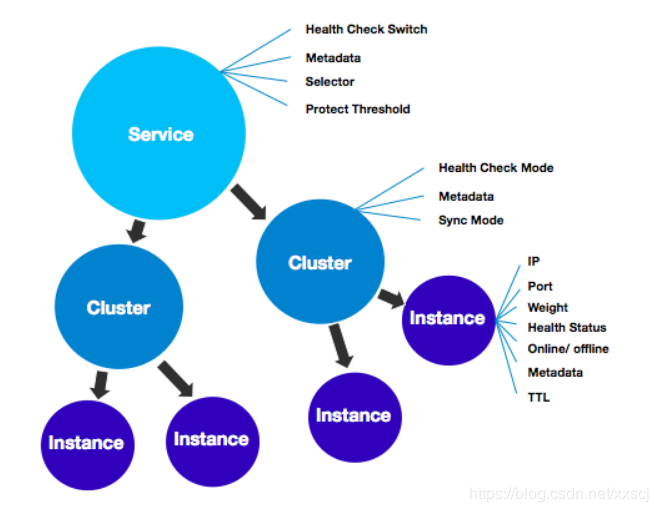 Health Check Switch
Metadata
Selector
Protect Threshold
Service
Health Check Mode
Metadata
Sync Mode
Cluster
Cluster
IP
Port
Weight
Health Status
Online/ offline
Metadata
TTL
Instance
Instance
Instance
Instance
https://blog.csdn.net/xxscj